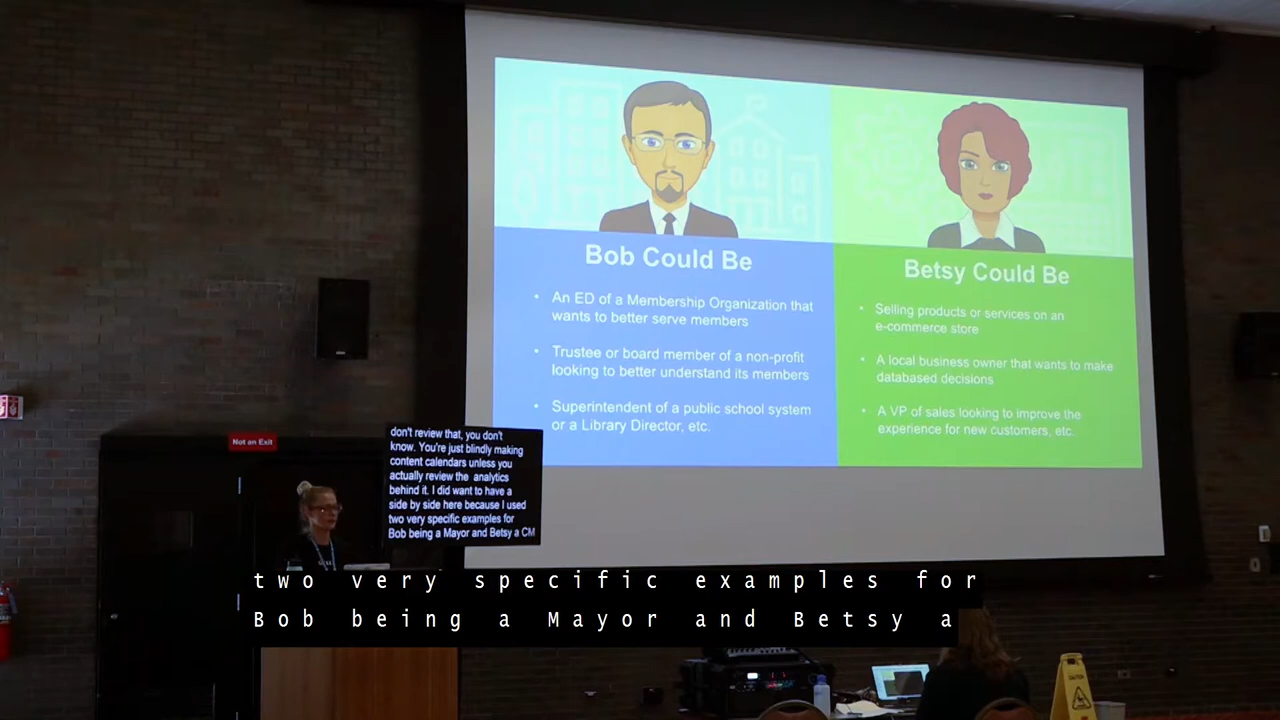 Bob Could Be
• An ED of a Membership Organization that
wants to better serve members
• Trustee or board member of a non-profit
looking to better understand its members
• Superintendent of a public school system
or a Library Director, etc.
Betsy Could Be
• Selling products or services on an
e-commerce store
• A local business owner that wants to make
databased decisions
• A VP of sales looking to improve the
experience for new customers, etc.
Not an Exit
don't review that, you don't
know. You're just blindly making
content calendars unless you
actually review the analytics
behind it. I did want to have a
side by side here because I used
two very specific examples for
Bob being a Mayor and Betsy a CM
two very specific examples for
Bob being a Mayor and Betsy a
CAUTION